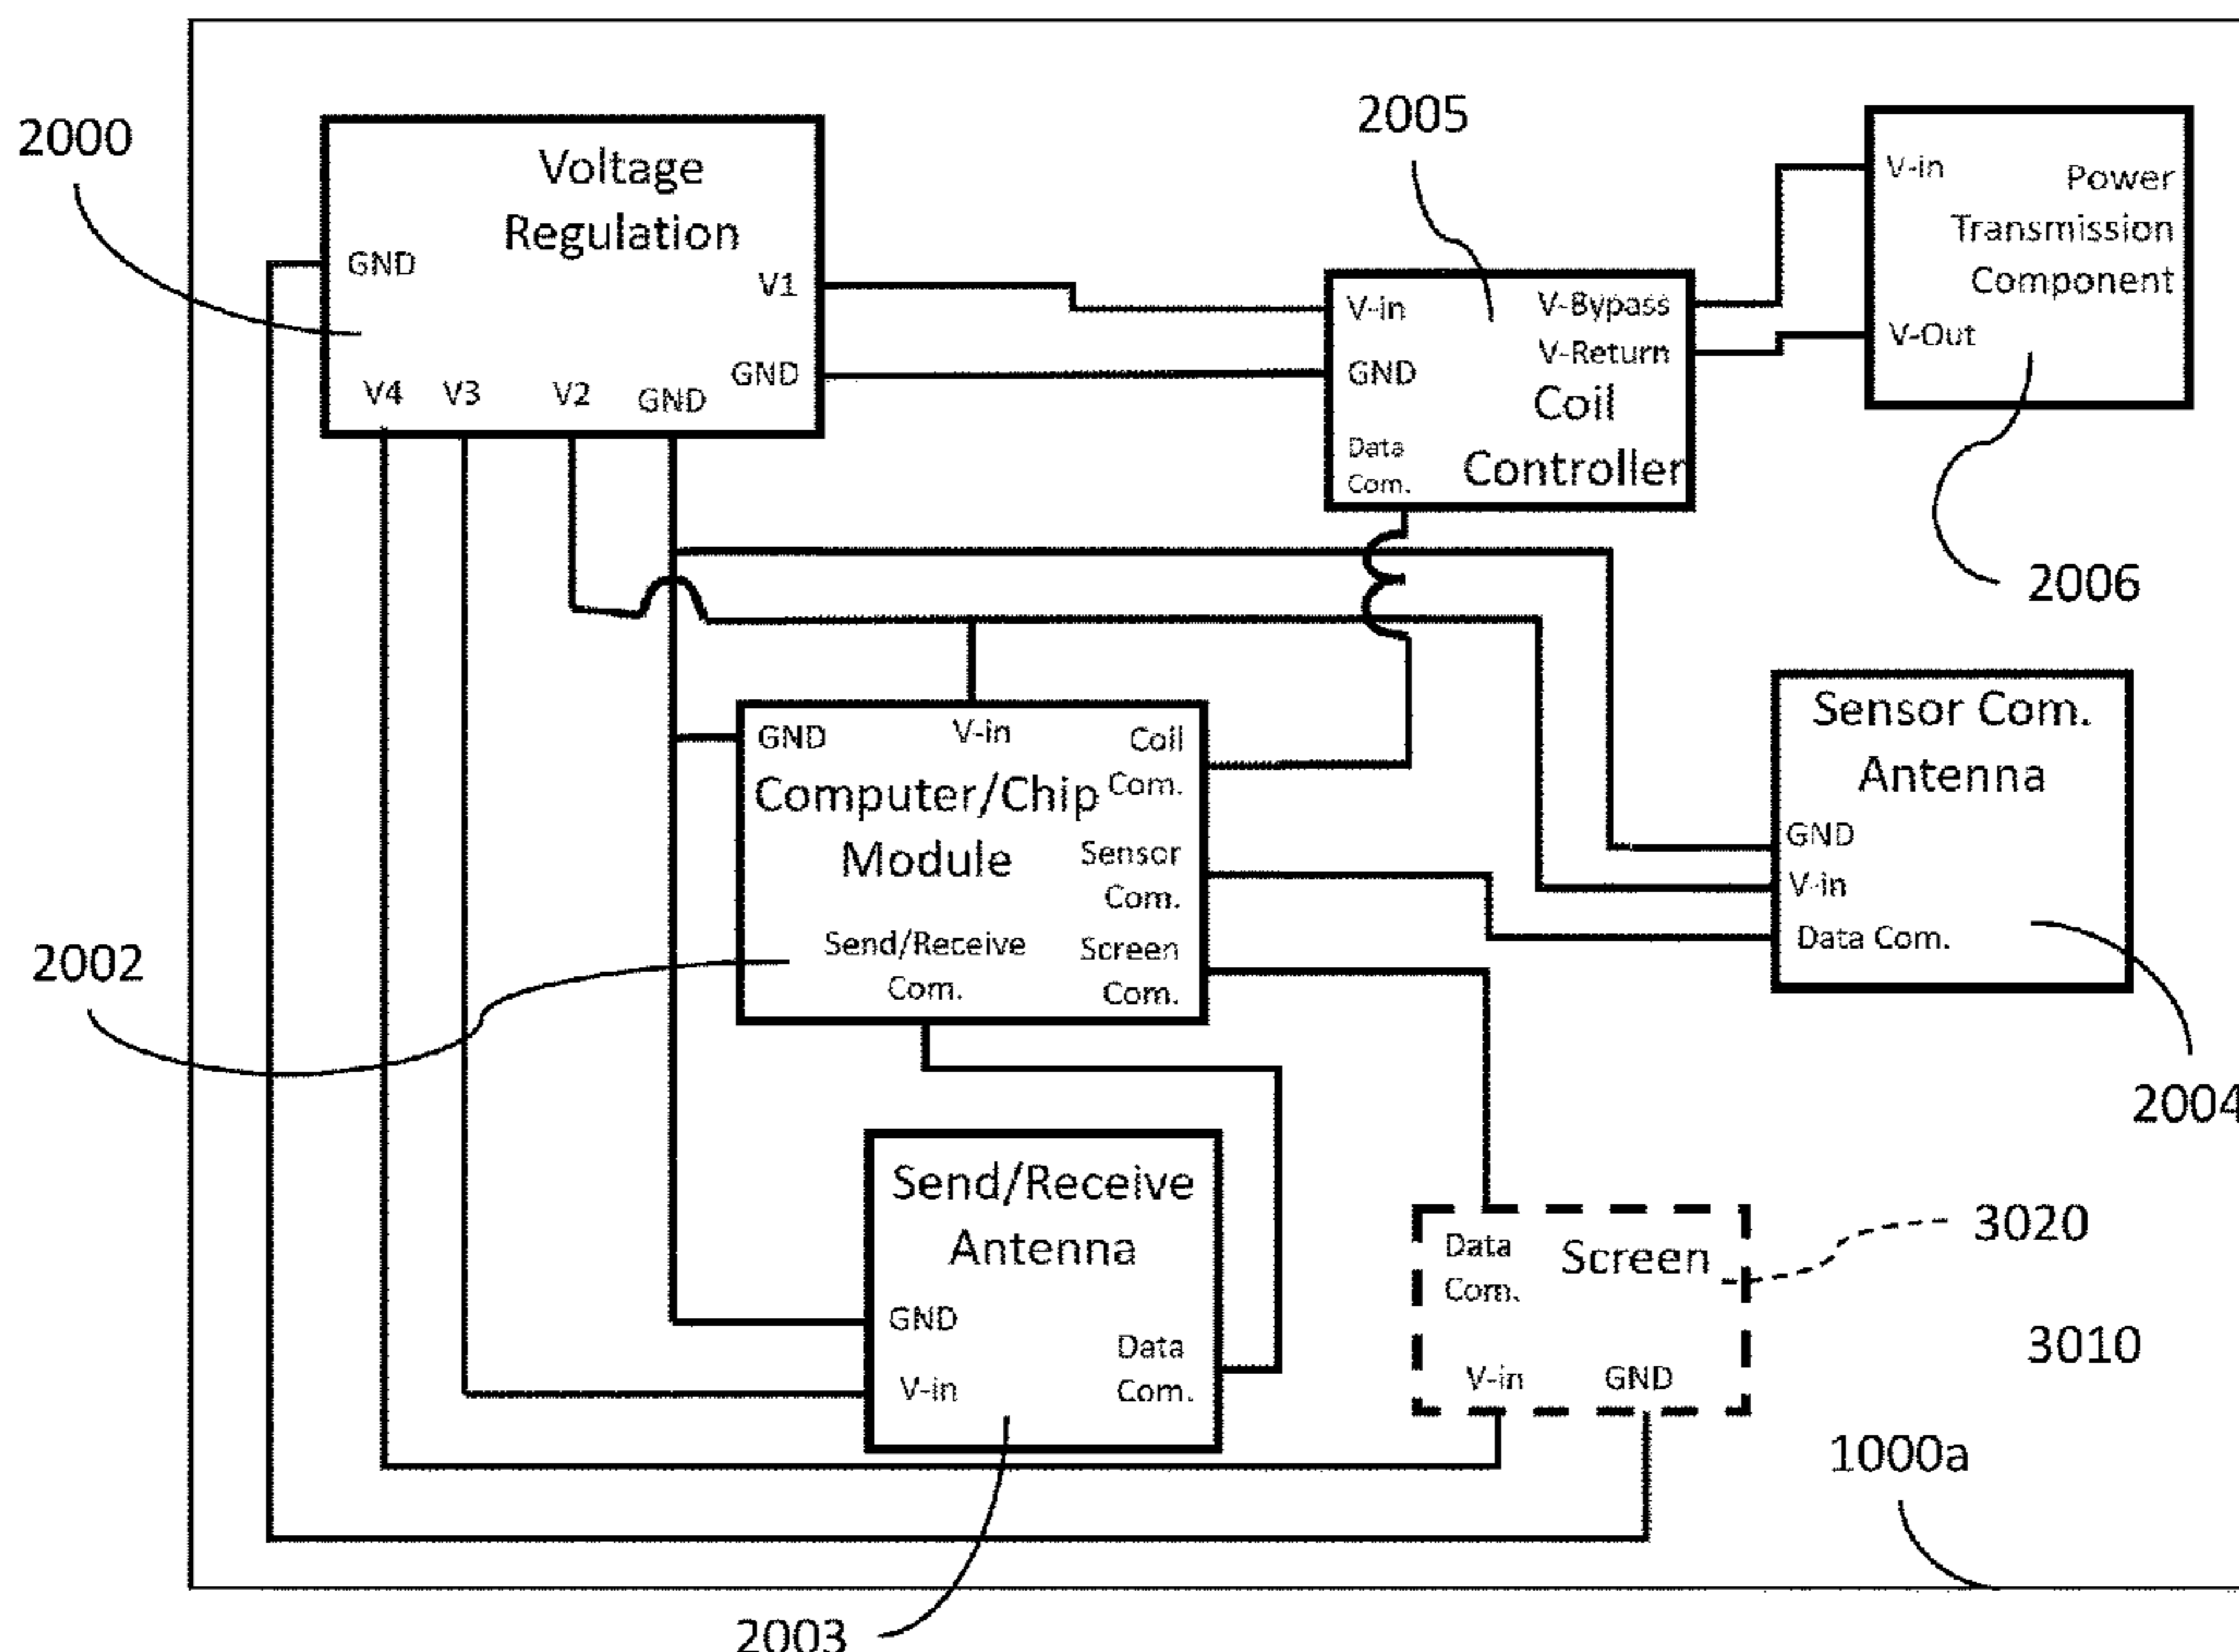 2000
Voltage
Regulation
GND
V1
GND
V4
V3
V2
GND
2005
V-in
V-Bypass
V-Return
GND
Coil
Controller
Data
Com.
V-in
Power
Transmission
Component
V-Out
2006
GND
V-in
Coil
Com.
Computer/Chip
Module
Sensor
Com.
Send/Receive
Com.
Screen
Com.
2002
Sensor Com.
Antenna
GND
V-in
Data Com.
2004
Send/Receive
Antenna
GND
Data
Com.
V-in
2003
Data
Com.
Screen
V-in
GND
3020
3010
1000a